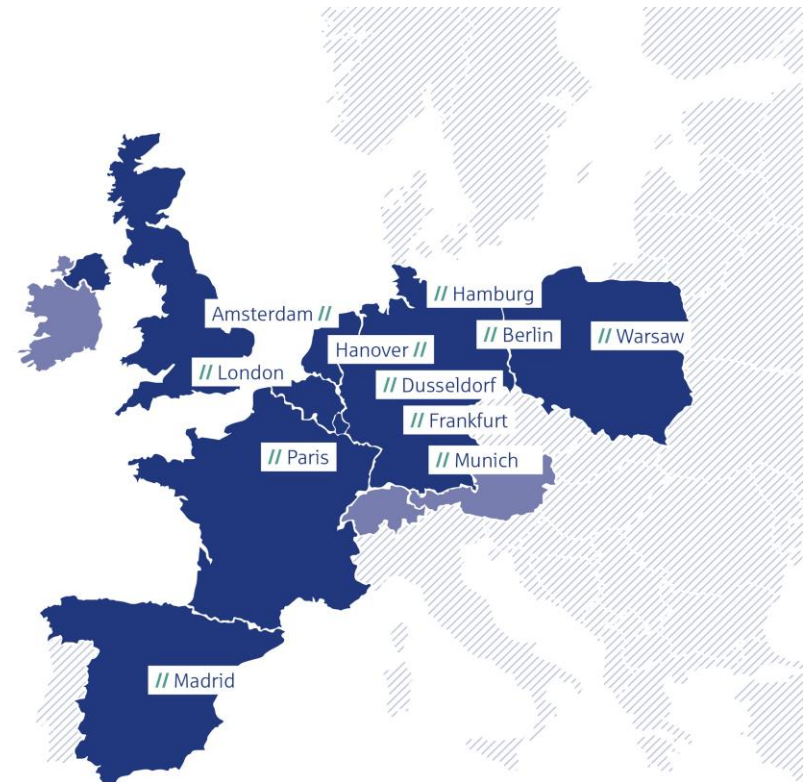 // Hamburg
Amsterdam //
// Berlin
// Warsaw
Hanover //
// London
// Dusseldorf
// Frankfurt
// Paris
// Munich
// Madrid